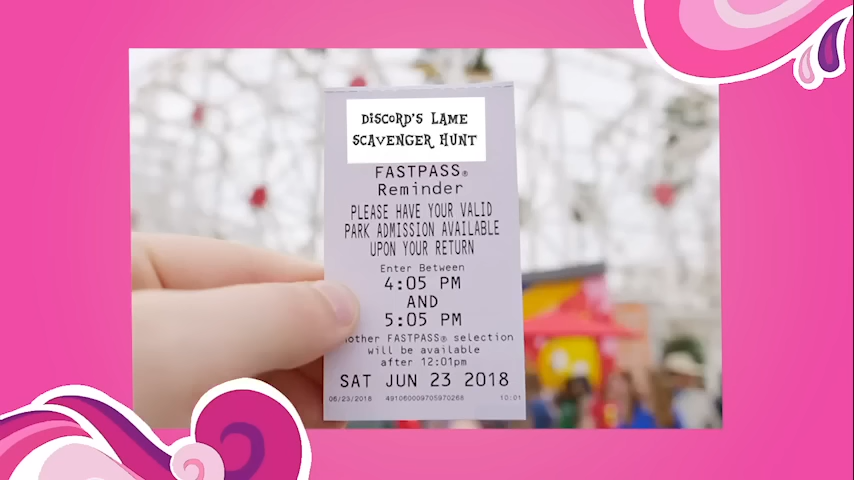 DISCORD'S LAME
SCAVENGER HUNT
FASTPASS®
Reminder
PLEASE HAVE YOUR VALID
PARK ADMISSION AVAILABLE
UPON YOUR RETURN
Enter Between
4:05 PM
AND
5:05 PM
nother FASTPASS® selection
will be available
after 12:01pm
SAT JUN 23 2018
06/23/2018 491060009705970268 10:01